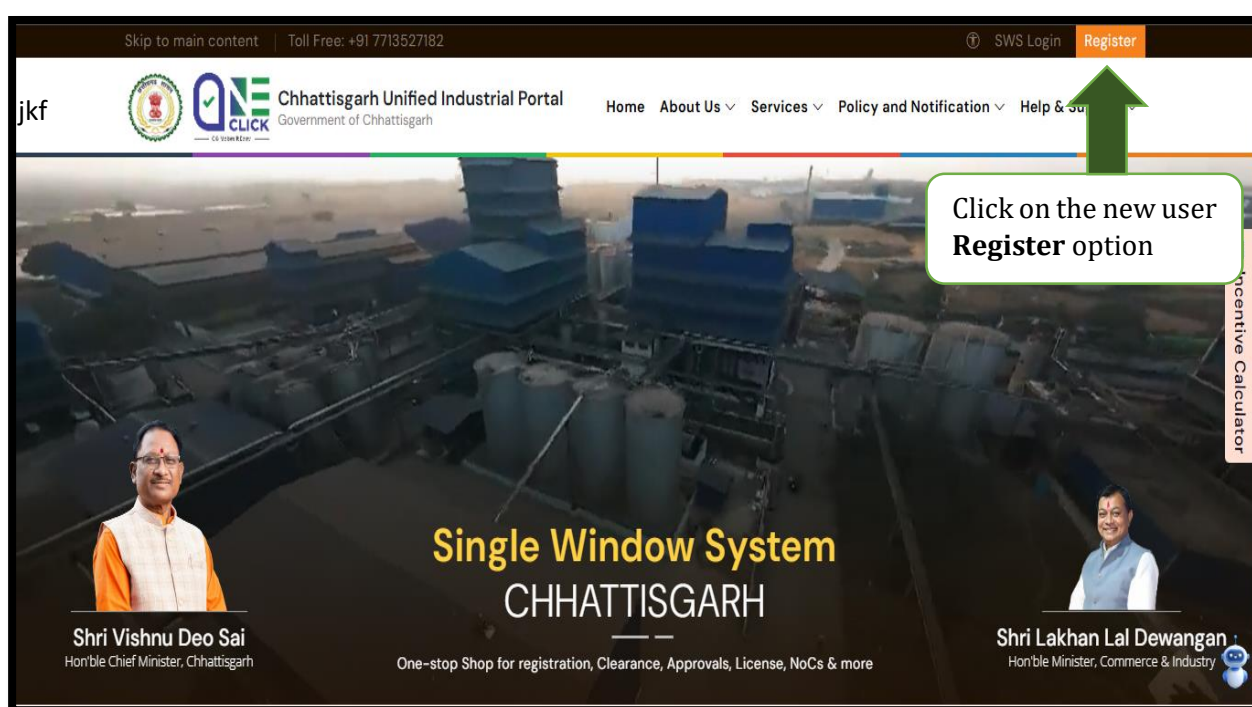 Skip to main content Toll Free: +91 7713527182 SWS Login Register
jkf
ONE
CLICK
Chhattisgarh Unified Industrial Portal
Government of Chhattisgarh
Home About Us Services Policy and Notification Help &
Click on the new user
Register option
Incentive Calculator
Single Window System
CHHATTISGARH
One-stop Shop for registration, Clearance, Approvals, License, NoCs & more
Shri Vishnu Deo Sai
Hon'ble Chief Minister, Chhattisgarh
Shri Lakhan Lal Dewangan
Hon'ble Minister, Commerce & Industry